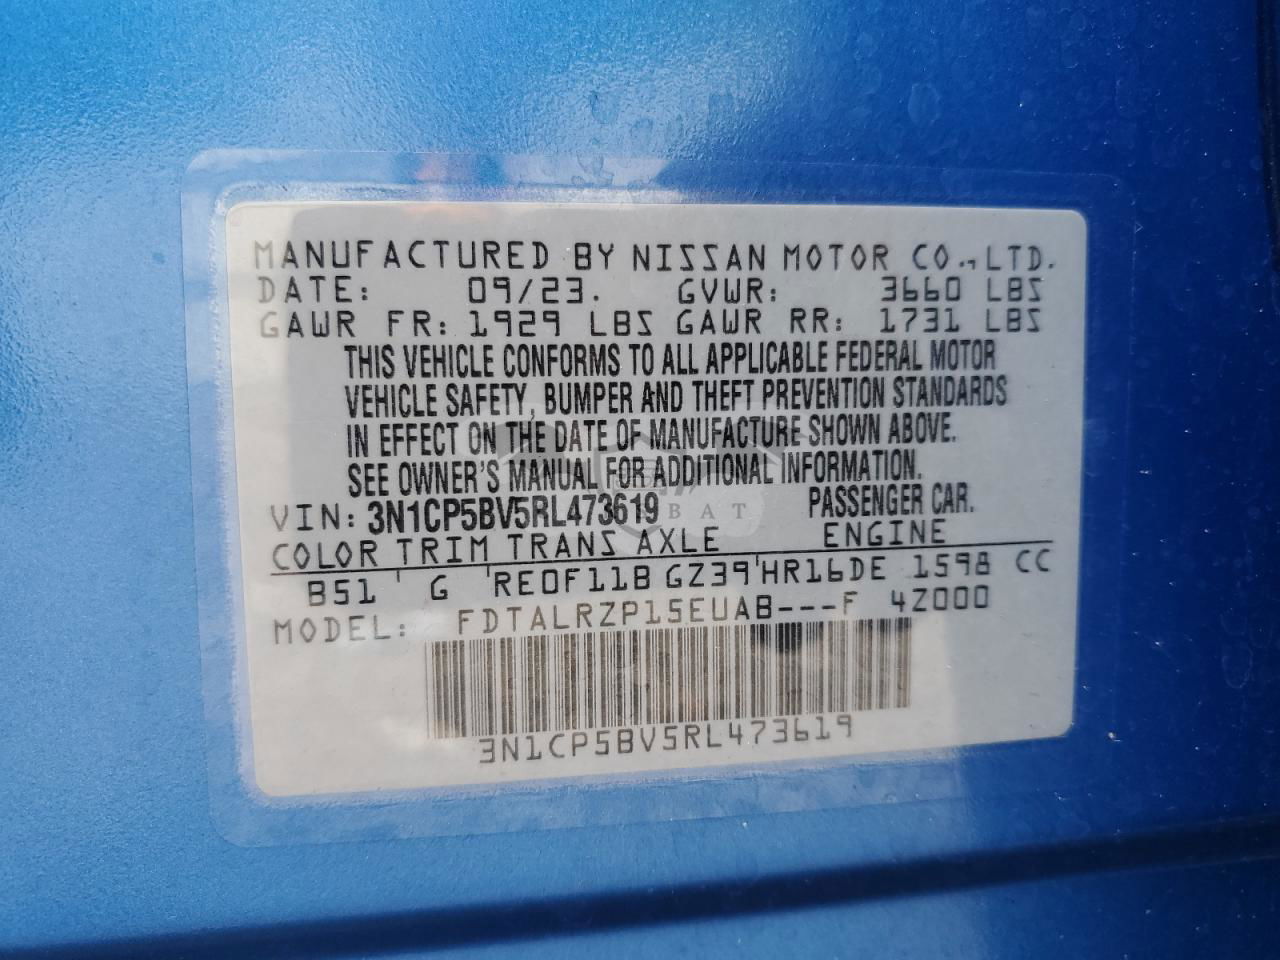 MANUFACTURED BY NISSAN MOTOR CO., LTD.
DATE: 09/23. GVWR: 3660 LBS
GAWR FR: 1929 LBS GAWR RR: 1731 LBS
THIS VEHICLE CONFORMS TO ALL APPLICABLE FEDERAL MOTOR
VEHICLE SAFETY, BUMPER AND THEFT PREVENTION STANDARDS
IN EFFECT ON THE DATE OF MANUFACTURE SHOWN ABOVE.
SEE OWNER'S MANUAL FOR ADDITIONAL INFORMATION.
VIN: 3N1CP5BV5RL473619 PASSENGER CAR.
COLOR TRIM TRANS AXLE ENGINE
B51 G RE0F11B GZ39 HR16DE 1598 CC
MODEL: FDTALRZP15EUAB---F 4Z000
3N1CP5BV5RL473619